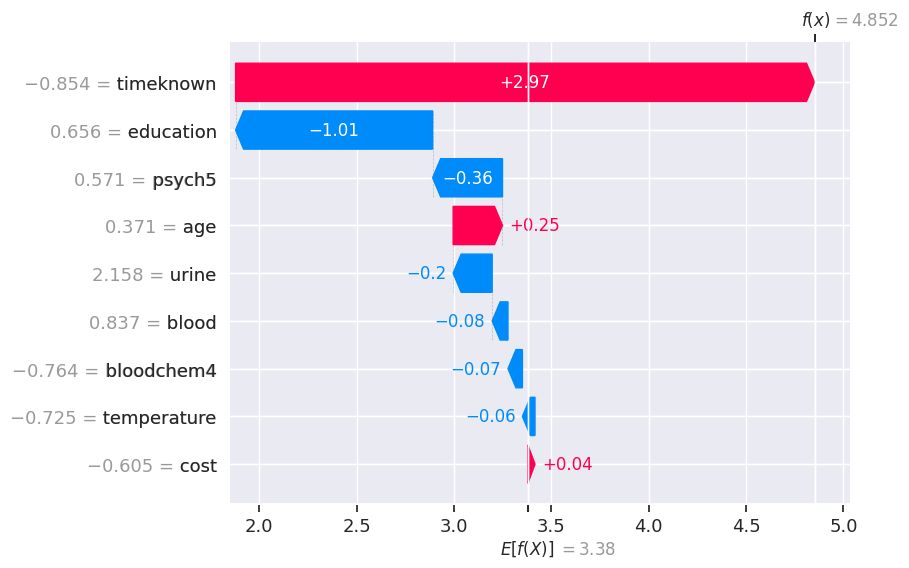 f(x) = 4.852
−0.854 = timeknown
+2.97
0.656 = education
−1.01
0.571 = psych5
−0.36
0.371 = age
+0.25
2.158 = urine
−0.2
0.837 = blood
−0.08
−0.764 = bloodchem4
−0.07
−0.725 = temperature
−0.06
−0.605 = cost
+0.04
2.0 2.5 3.0 3.5 4.0 4.5 5.0
E[f(X)] = 3.38